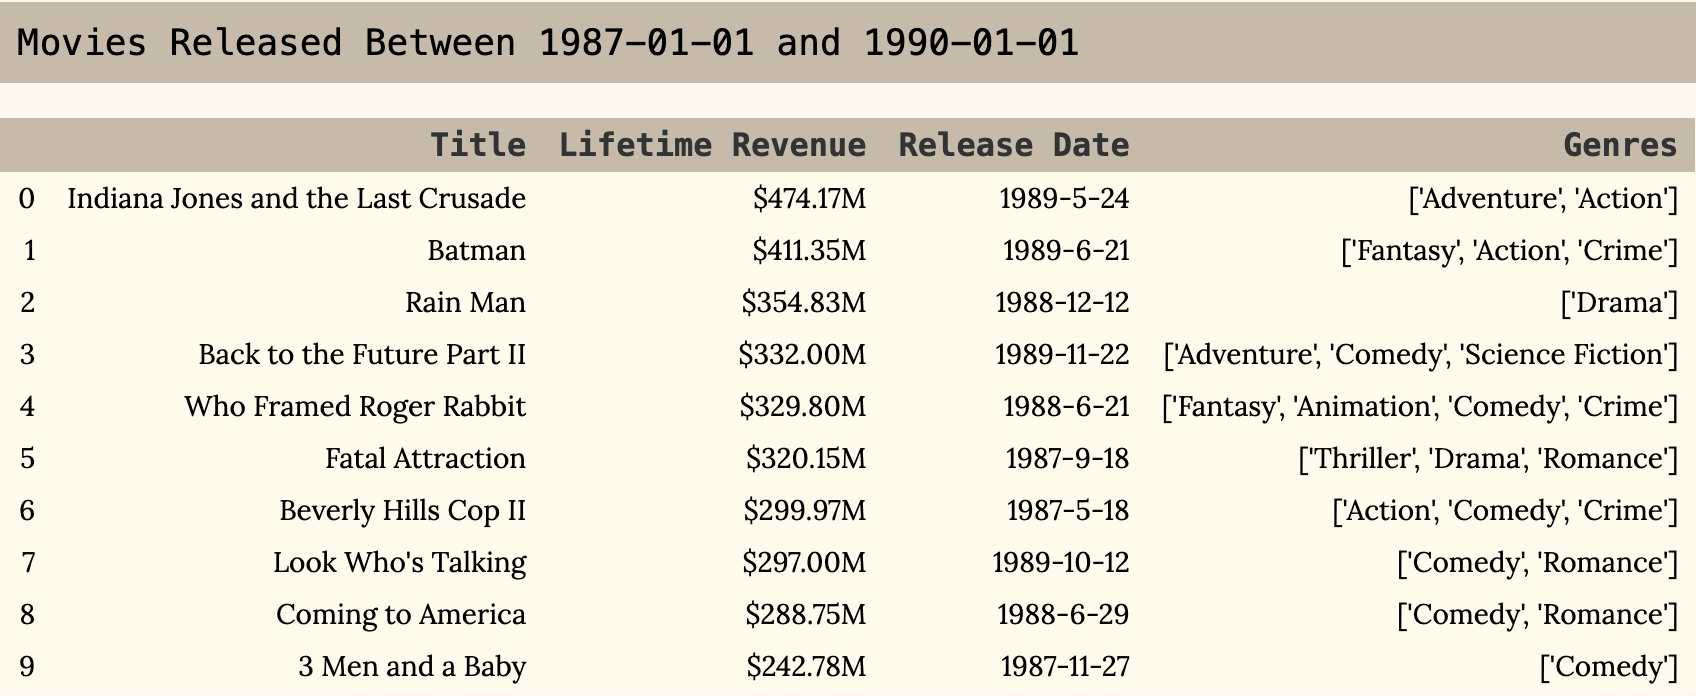 Movies Released Between 1987-01-01 and 1990-01-01
Title Lifetime Revenue Release Date Genres
0 Indiana Jones and the Last Crusade $474.17M 1989-5-24 ['Adventure', 'Action']
1 Batman $411.35M 1989-6-21 ['Fantasy', 'Action', 'Crime']
2 Rain Man $354.83M 1988-12-12 ['Drama']
3 Back to the Future Part II $332.00M 1989-11-22 ['Adventure', 'Comedy', 'Science Fiction']
4 Who Framed Roger Rabbit $329.80M 1988-6-21 ['Fantasy', 'Animation', 'Comedy', 'Crime']
5 Fatal Attraction $320.15M 1987-9-18 ['Thriller', 'Drama', 'Romance']
6 Beverly Hills Cop II $299.97M 1987-5-18 ['Action', 'Comedy', 'Crime']
7 Look Who's Talking $297.00M 1989-10-12 ['Comedy', 'Romance']
8 Coming to America $288.75M 1988-6-29 ['Comedy', 'Romance']
9 3 Men and a Baby $242.78M 1987-11-27 ['Comedy']